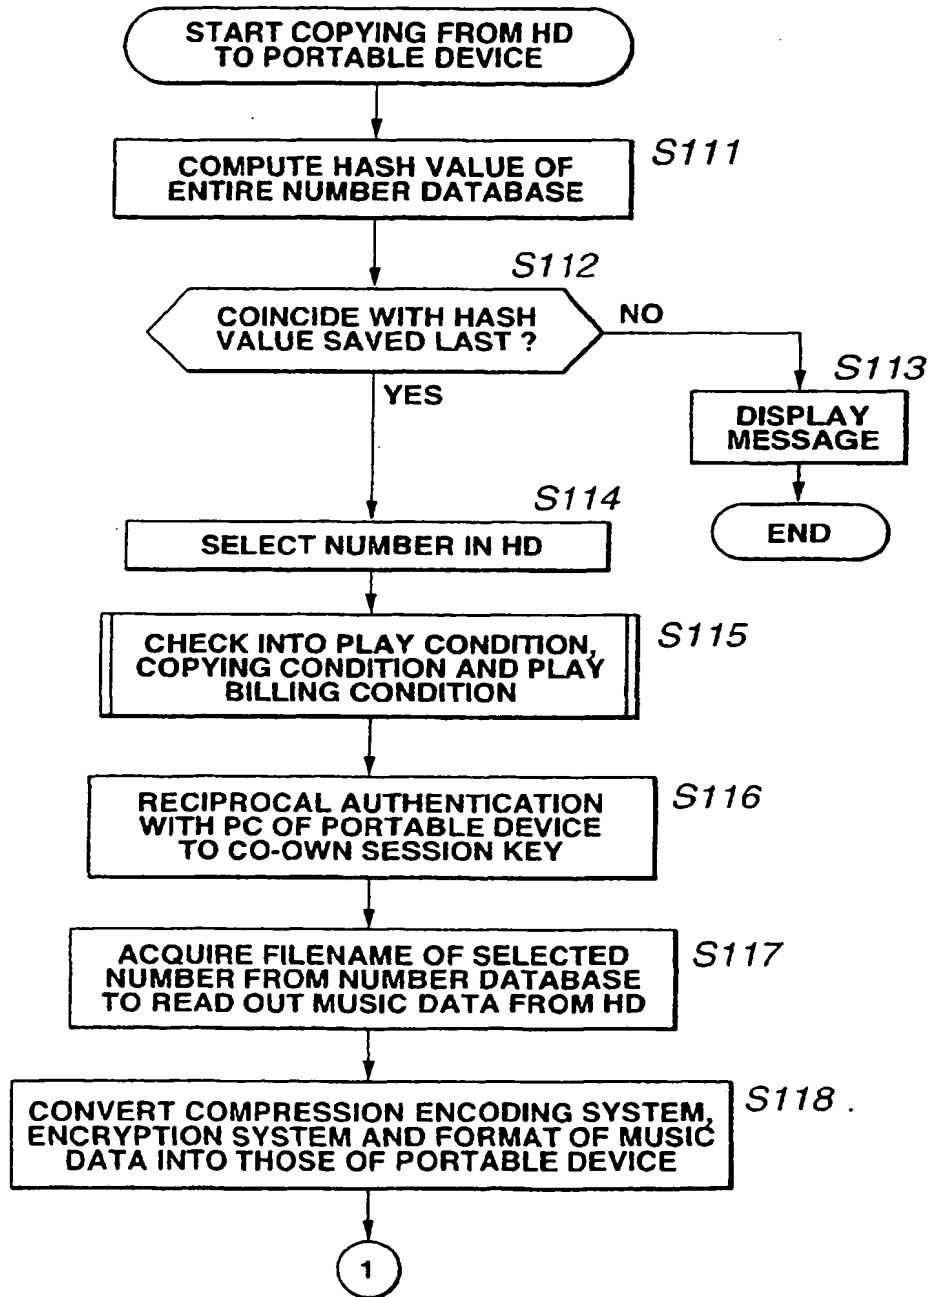 START COPYING FROM HD
TO PORTABLE DEVICE
COMPUTE HASH VALUE OF
ENTIRE NUMBER DATABASE
S111
S112
COINCIDE WITH HASH
VALUE SAVED LAST ?
NO
YES
S113
DISPLAY
MESSAGE
END
S114
SELECT NUMBER IN HD
CHECK INTO PLAY CONDITION,
COPYING CONDITION AND PLAY
BILLING CONDITION
S115
RECIPROCAL AUTHENTICATION
WITH PC OF PORTABLE DEVICE
TO CO-OWN SESSION KEY
S116
ACQUIRE FILENAME OF SELECTED
NUMBER FROM NUMBER DATABASE
TO READ OUT MUSIC DATA FROM HD
S117
CONVERT COMPRESSION ENCODING SYSTEM,
ENCRYPTION SYSTEM AND FORMAT OF MUSIC
DATA INTO THOSE OF PORTABLE DEVICE
S118
1